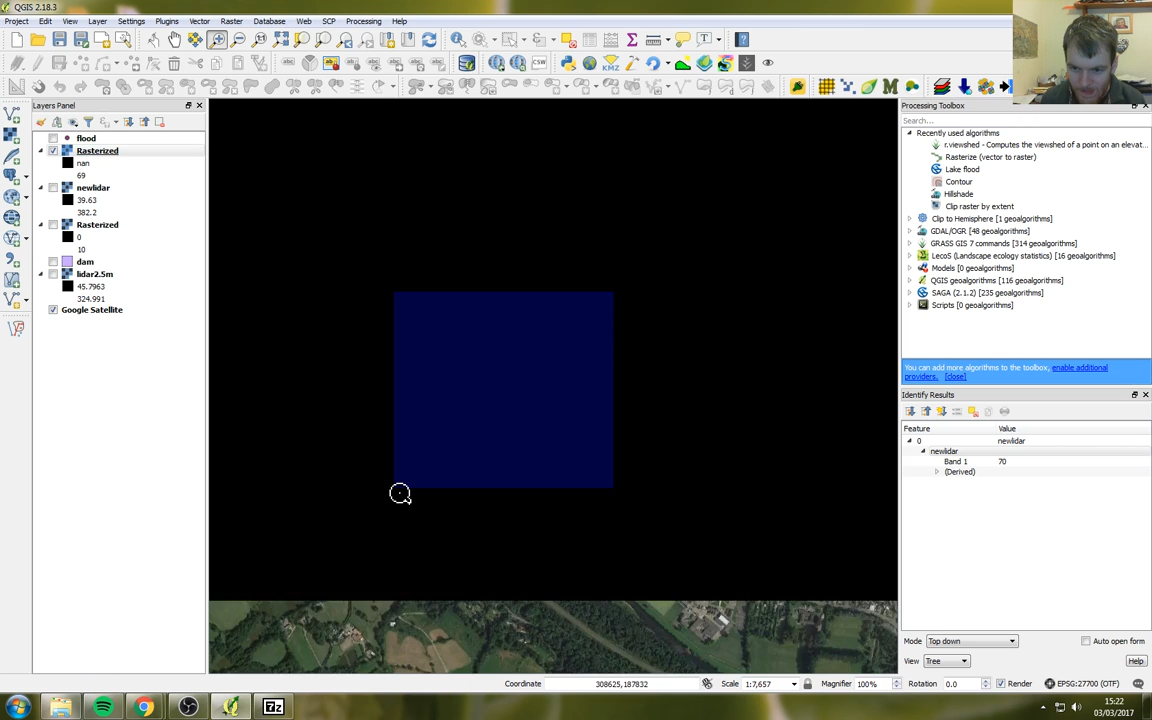 QGIS 2.18.3
Project Edit View Layer Settings Plugins Vector Raster Database Web SCP Processing Help
CSW
Layers Panel
Processing Toolbox
Search...
flood
Rasterized
nan
69
newlidar
39.63
382.2
Rasterized
0
10
dam
lidar2.5m
45.7963
324.991
Google Satellite
Recently used algorithms
r.viewshed - Computes the viewshed of a point on an elevat...
Rasterize (vector to raster)
Lake flood
Contour
Hillshade
Clip raster by extent
Clip to Hemisphere [1 geoalgorithms]
GDAL/OGR [48 geoalgorithms]
GRASS GIS 7 commands [314 geoalgorithms]
LecoS (Landscape ecology statistics) [16 geoalgorithms]
Models [0 geoalgorithms]
QGIS geoalgorithms [116 geoalgorithms]
SAGA (2.1.2) [235 geoalgorithms]
Scripts [0 geoalgorithms]
You can add more algorithms to the toolbox, enable additional
providers. [close]
Identify Results
Feature Value
0 newlidar
newlidar
Band 1 70
(Derived)
Mode Top down Auto open form
View Tree Help
Coordinate 308625,187832 Scale 1:7,657 Magnifier 100% Rotation 0.0 Render EPSG:27700 (OTF)
15:22
03/03/2017